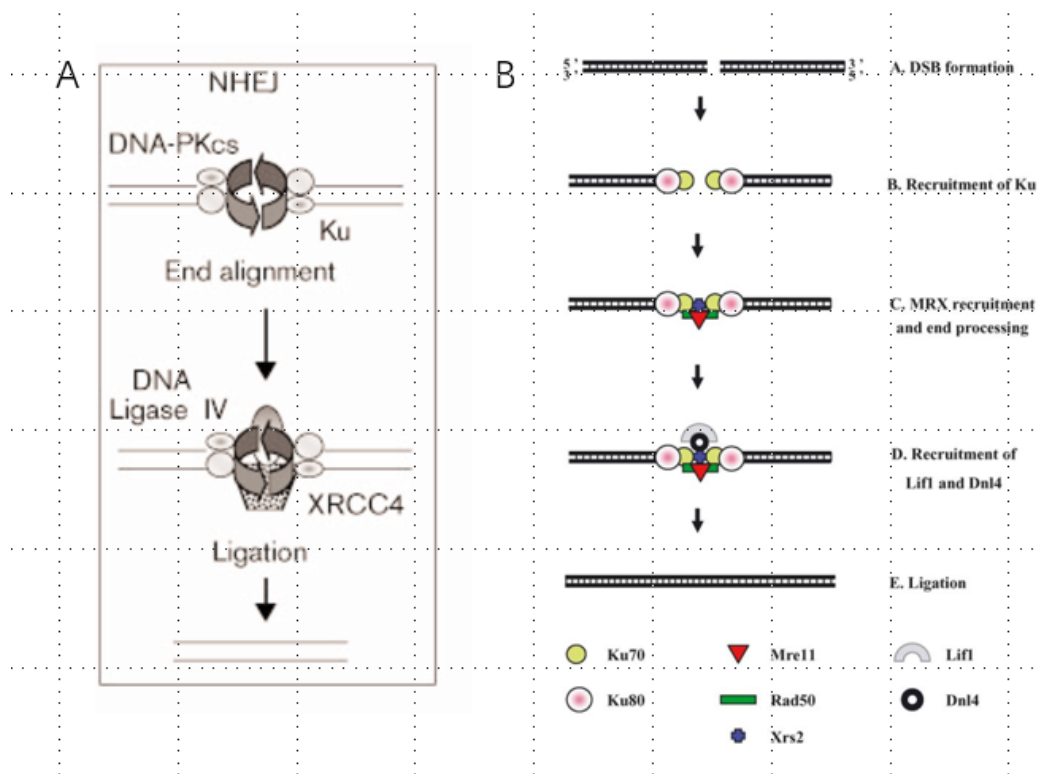 A
NHEJ
DNA-PKcs
Ku
End alignment
DNA
Ligase IV
XRCC4
Ligation
B
5'
3'
3'
5'
A. DSB formation
B. Recruitment of Ku
C. MRX recruitment
and end processing
D. Recruitment of
Lif1 and Dnl4
E. Ligation
Ku70
Mre11
Lif1
Ku80
Rad50
Dnl4
Xrs2